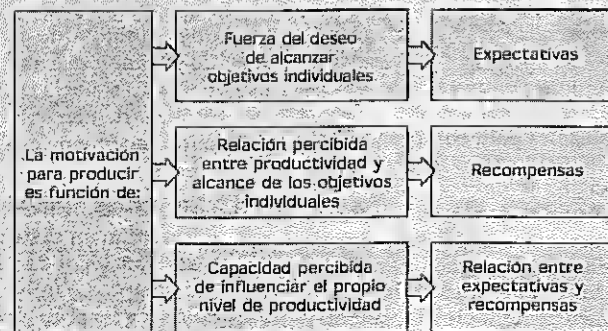 La motivación
para producir
es función de:
Fuerza del deseo
de alcanzar
objetivos individuales
Expectativas
Relación percibida
entre productividad y
alcance de los objetivos
individuales
Recompensas
Capacidad percibida
de influenciar el propio
nivel de productividad
Relación entre
expectativas y
recompensas